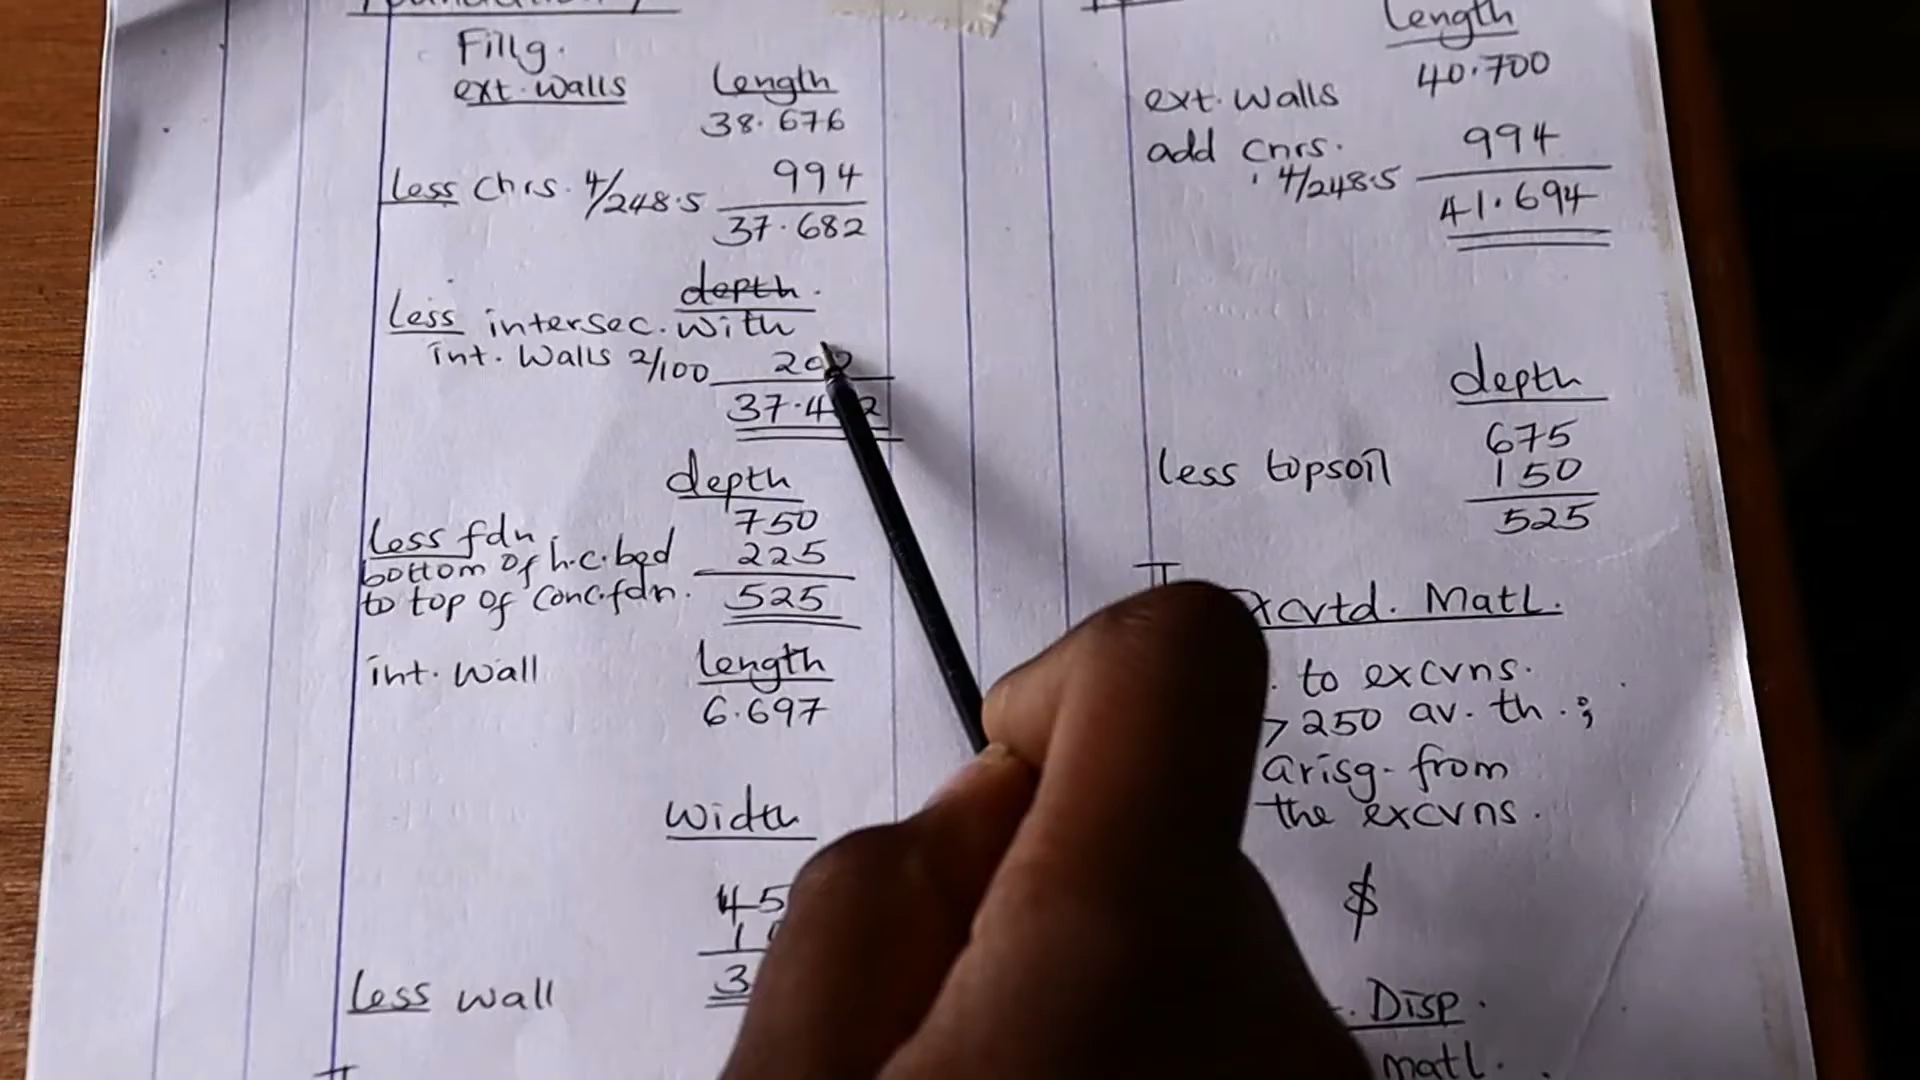 Fillg.
ext. walls
Length
38.676
Less Cnrs. 4/248.5 994
37.682
depth.
Less intersec. with
int. Walls 2/100
depth
750
Less fdn
bottom of h.c. bed 225
to top of conc. fdn. 525
int. wall
Length
6.697
Width
Less wall
Length
40.700
ext. Walls
add cnrs. 994
4/248.5
41.694
depth
675
less topsoil 150
525
Matl.
to excvns.
>250 av. th.;
arisg. from
the excvns.
$
Disp.
matl.